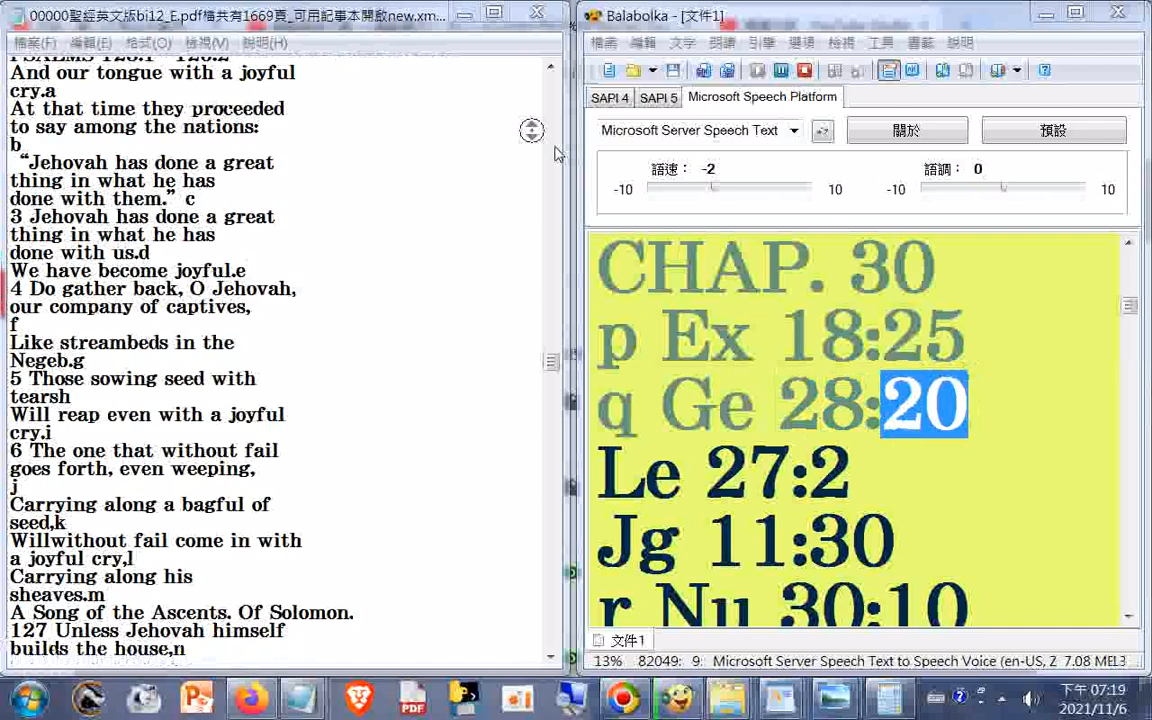 00000聖經英文版bi12_E.pdf檔共有1669頁_可用記事本開啟new.xm...
檔案(F) 編輯(E) 格式(O) 檢視(V) 說明(H)
And our tongue with a joyful
cry.a
At that time they proceeded
to say among the nations:
b
“Jehovah has done a great
thing in what he has
done with them.” c
3 Jehovah has done a great
thing in what he has
done with us.d
We have become joyful.e
4 Do gather back, O Jehovah,
our company of captives,
f
Like streambeds in the
Negeb.g
5 Those sowing seed with
tearsh
Will reap even with a joyful
cry.i
6 The one that without fail
goes forth, even weeping,
j
Carrying along a bagful of
seed,k
Willwithout fail come in with
a joyful cry,l
Carrying along his
sheaves.m
A Song of the Ascents. Of Solomon.
127 Unless Jehovah himself
builds the house,n
Balabolka - [文件1]
檔案 編輯 文字 朗讀 引擎 選項 檢視 工具 書籤 說明
SAPI 4 SAPI 5 Microsoft Speech Platform
Microsoft Server Speech Text
關於
預設
語速： -2
語調： 0
-10 10 -10 10
CHAP. 30
p Ex 18:25
q Ge 28:20
Le 27:2
Jg 11:30
r Nu 30:10
文件1
13% 82049: 9: Microsoft Server Speech Text to Speech Voice (en-US, Z
PDF
下午 07:19
2021/11/6